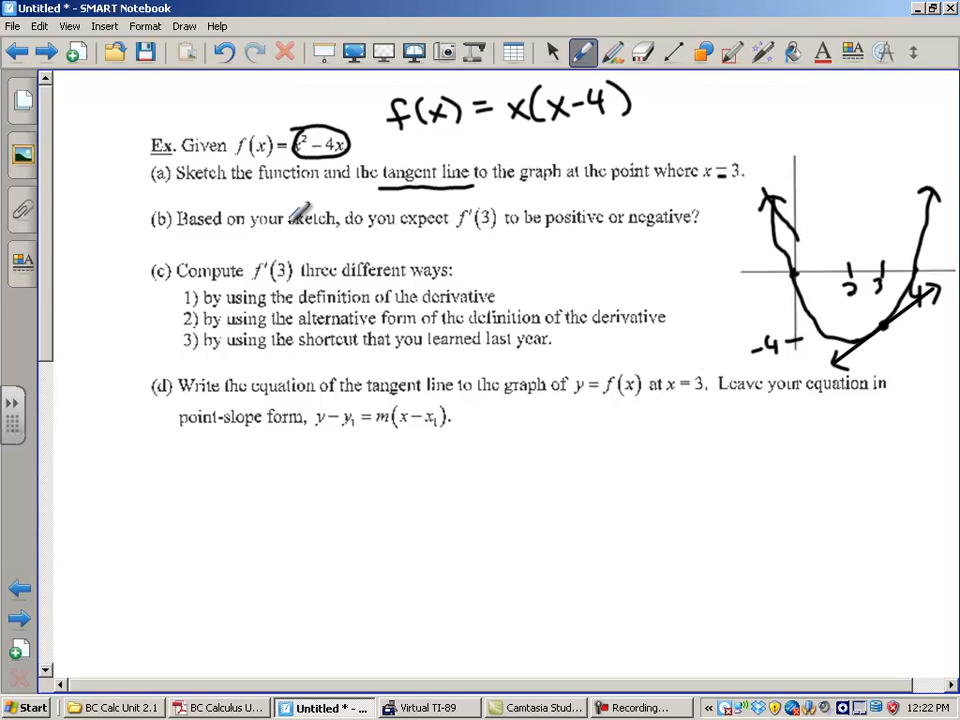 Untitled * - SMART Notebook
File Edit View Insert Format Draw Help
f(x) = x(x-4)
Ex. Given f(x) = x² – 4x
(a) Sketch the function and the tangent line to the graph at the point where x = 3.
(b) Based on your sketch, do you expect f′(3) to be positive or negative?
(c) Compute f′(3) three different ways:
1) by using the definition of the derivative
2) by using the alternative form of the definition of the derivative
3) by using the shortcut that you learned last year.
(d) Write the equation of the tangent line to the graph of y = f(x) at x = 3. Leave your equation in
point-slope form, y – y₁ = m(x – x₁).
2 3 4
-4
Start BC Calc Unit 2.1 BC Calculus U... Untitled * - ... Virtual TI-89 Camtasia Stud... Recording... 12:22 PM